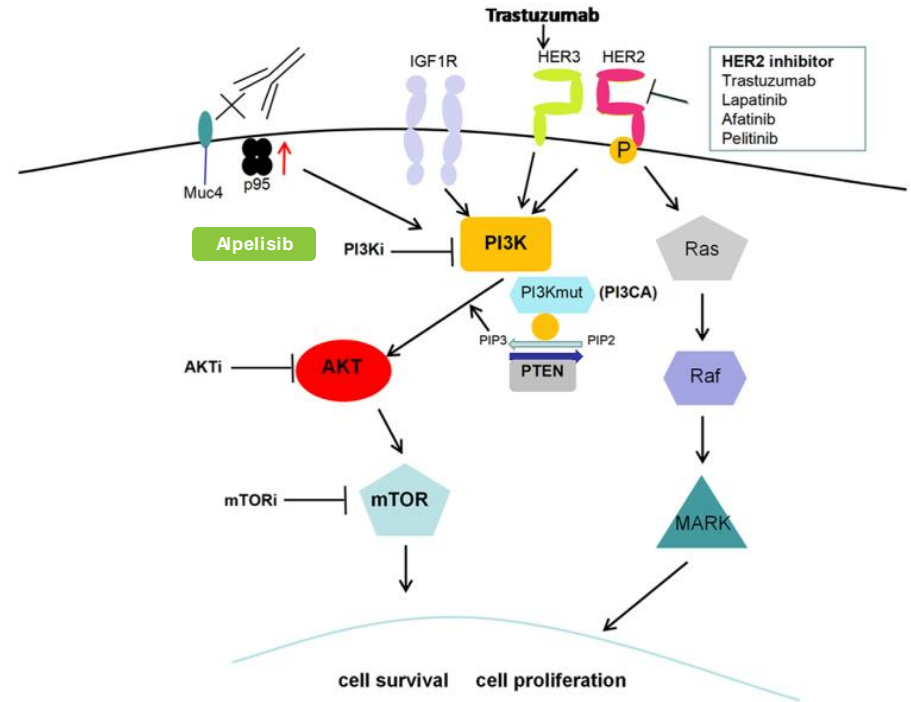 Trastuzumab
IGF1R
HER3
HER2
HER2 inhibitor
Trastuzumab
Lapatinib
Afatinib
Pelitinib
P
Muc4
p95
Alpelisib
PI3Ki
PI3K
Ras
PI3Kmut
(PI3CA)
PIP3
PIP2
PTEN
AKTi
AKT
Raf
mTORi
mTOR
MARK
cell survival
cell proliferation